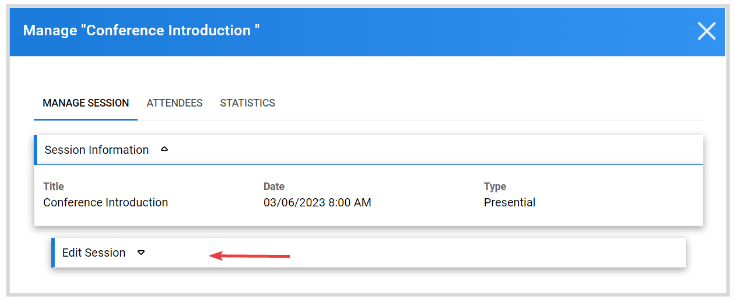 Manage "Conference Introduction "
MANAGE SESSION ATTENDEES STATISTICS
Session Information
Title Date Type
Conference Introduction 03/06/2023 8:00 AM Presential
Edit Session